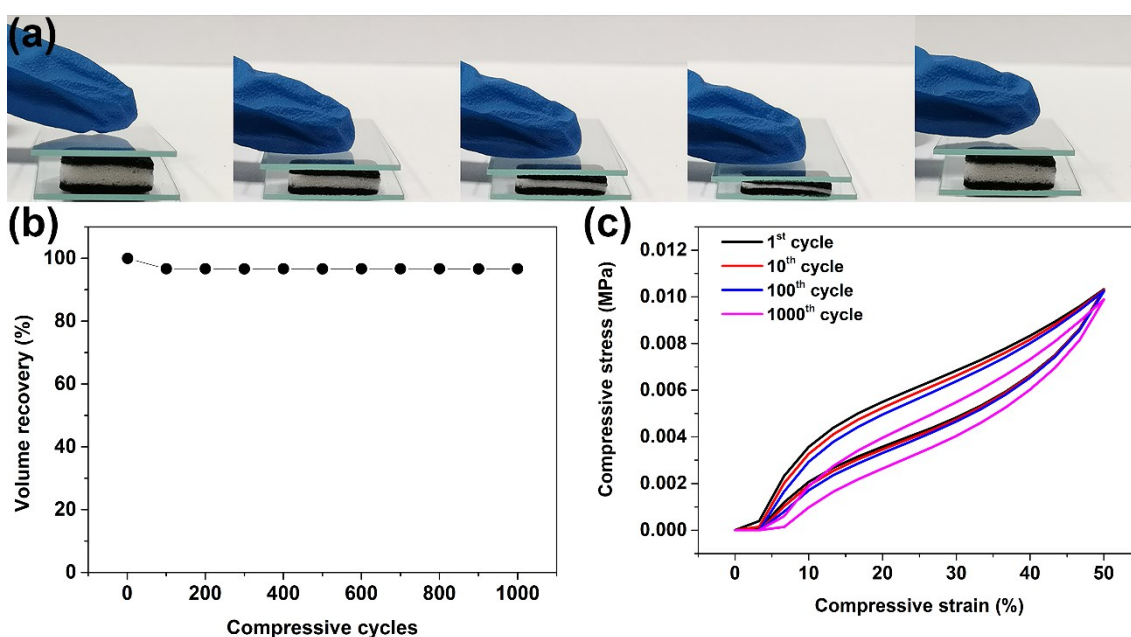 (a)
(b)
100
80
60
40
20
0
0 200 400 600 800 1000
Volume recovery (%)
Compressive cycles
(c)
1st cycle
10th cycle
100th cycle
1000th cycle
0.012
0.010
0.008
0.006
0.004
0.002
0.000
0 10 20 30 40 50
Compressive stress (MPa)
Compressive strain (%)